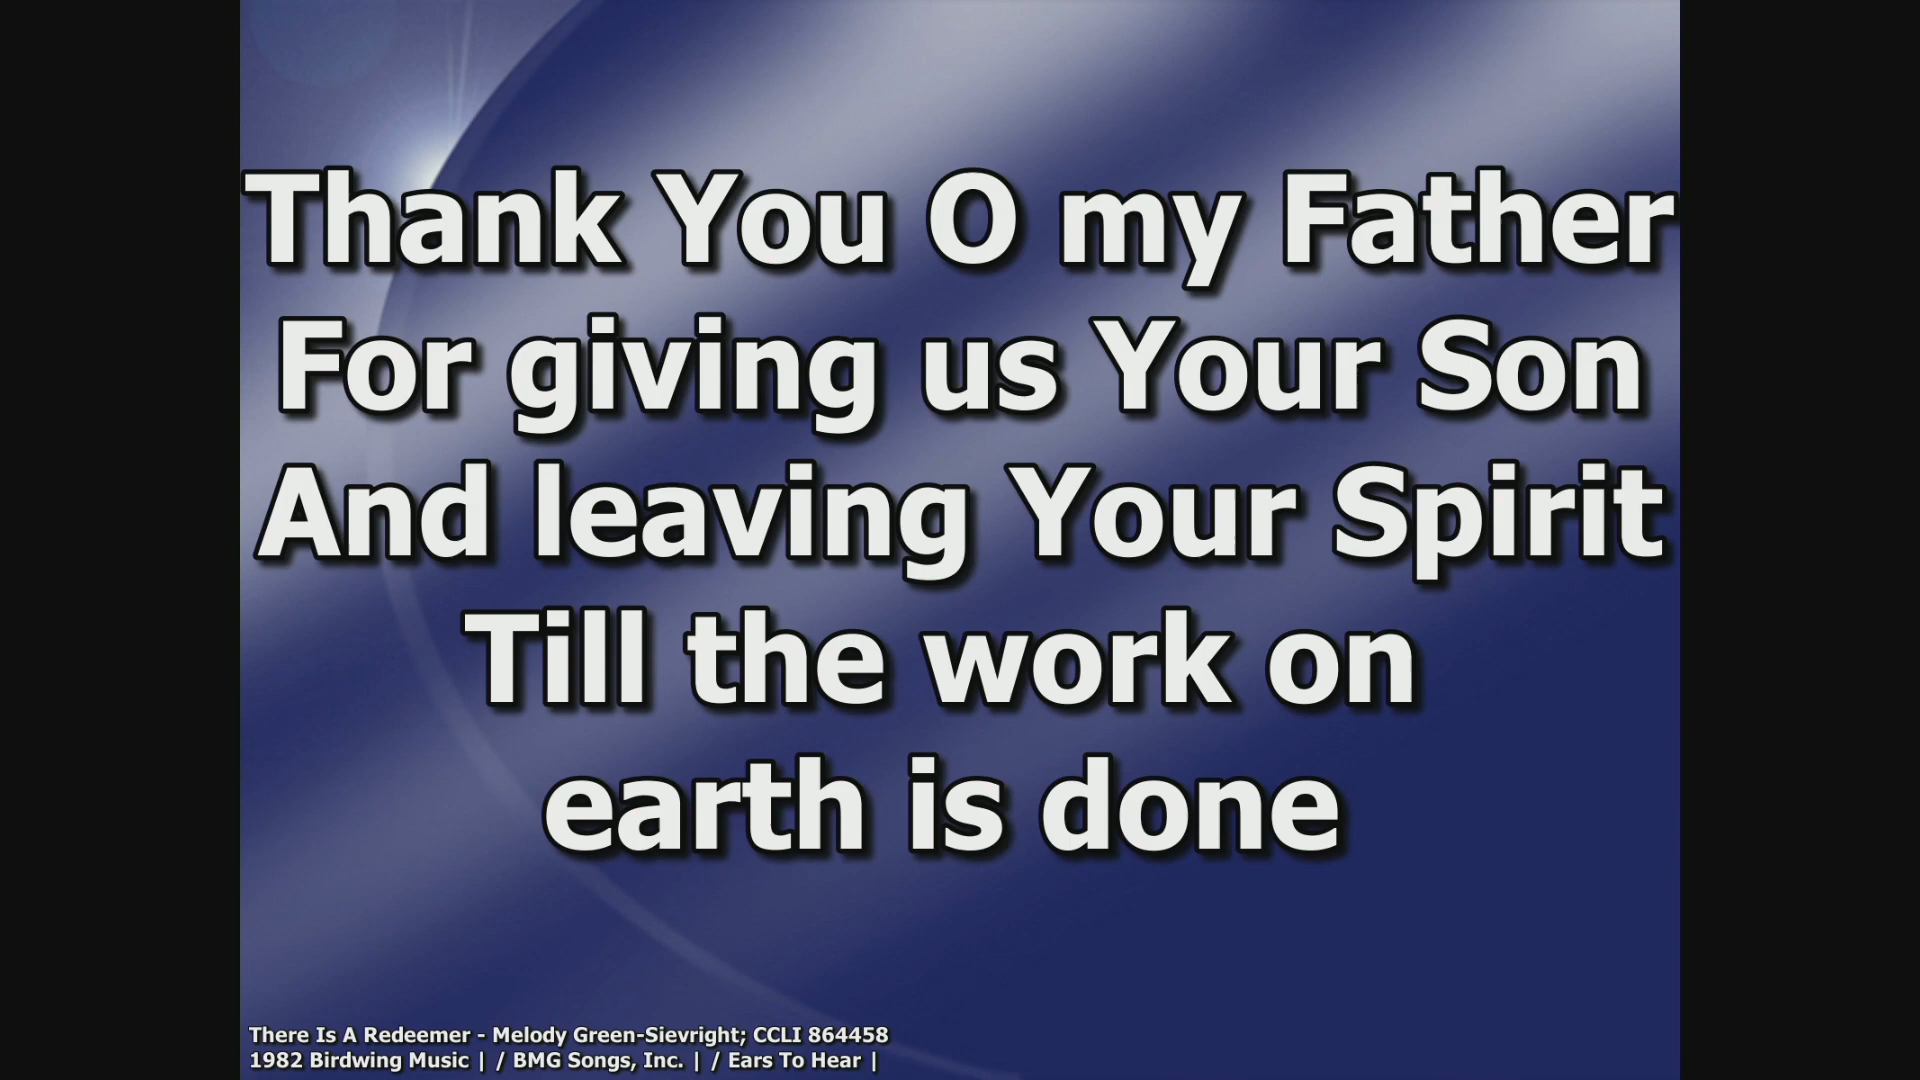 Thank You O my Father
For giving us Your Son
And leaving Your Spirit
Till the work on
earth is done
There Is A Redeemer - Melody Green-Sievright; CCLI 864458
1982 Birdwing Music | / BMG Songs, Inc. | / Ears To Hear |